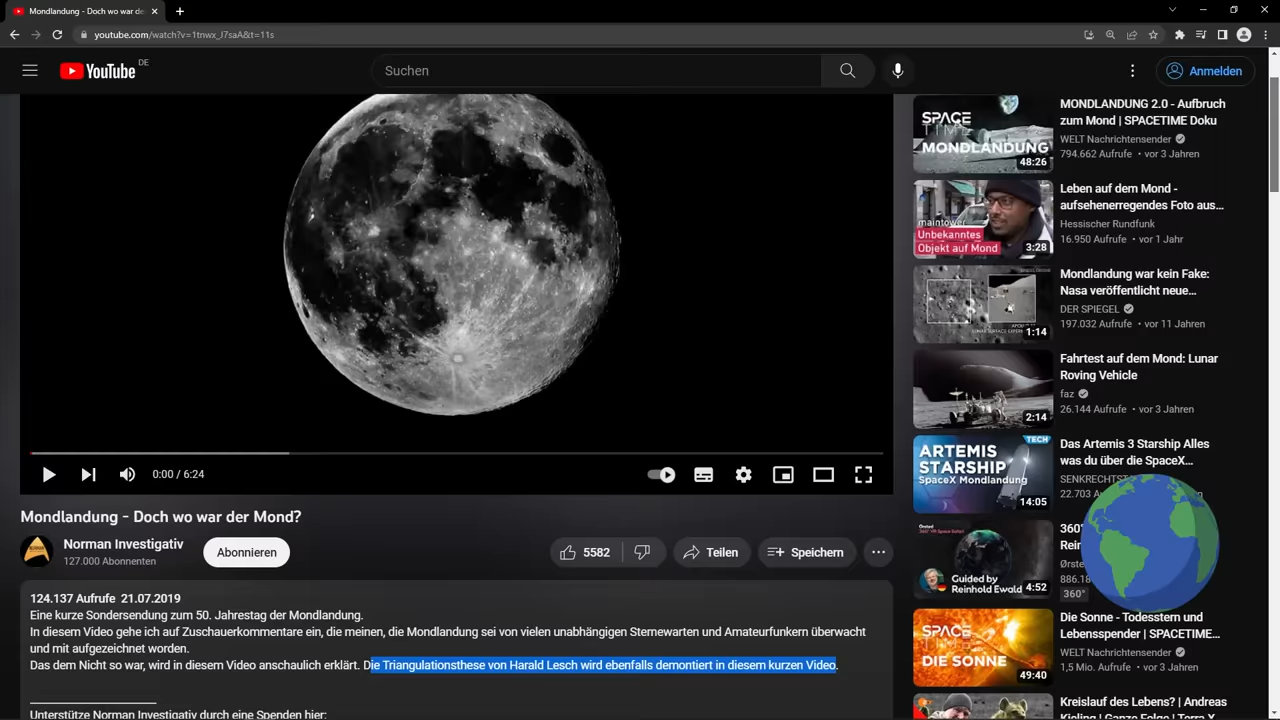 Mondlandung - Doch wo war der
youtube.com/watch?v=1tnwx_l7saA&t=11s
YouTube DE
Suchen
Anmelden
0:00 / 6:24
Mondlandung - Doch wo war der Mond?
Norman Investigativ
127.000 Abonnenten
Abonnieren
5582
Teilen
Speichern
124.137 Aufrufe 21.07.2019
Eine kurze Sondersendung zum 50. Jahrestag der Mondlandung.
In diesem Video gehe ich auf Zuschauerkommentare ein, die meinen, die Mondlandung sei von vielen unabhängigen Sternewarten und Amateurfunkern überwacht
und mit aufgezeichnet worden.
Das dem Nicht so war, wird in diesem Video anschaulich erklärt. Die Triangulationsthese von Harald Lesch wird ebenfalls demontiert in diesem kurzen Video.
Unterstütze Norman Investigativ durch eine Spenden hier:
SPACE
TIME
MONDLANDUNG
48:26
MONDLANDUNG 2.0 - Aufbruch
zum Mond | SPACETIME Doku
WELT Nachrichtensender
794.662 Aufrufe • vor 3 Jahren
maintower
Unbekanntes
Objekt auf Mond
3:28
Leben auf dem Mond -
aufsehenerregendes Foto aus...
Hessischer Rundfunk
16.950 Aufrufe • vor 1 Jahr
1:14
Mondlandung war kein Fake:
Nasa veröffentlicht neue...
DER SPIEGEL
197.032 Aufrufe • vor 11 Jahren
2:14
Fahrtest auf dem Mond: Lunar
Roving Vehicle
faz
26.144 Aufrufe • vor 3 Jahren
TECH
ARTEMIS
STARSHIP
SpaceX Mondlandung
14:05
Das Artemis 3 Starship Alles
was du über die SpaceX...
SENKRECHTS
22.703
Guided by
Reinhold Ewald
4:52
360°
Rei
Ørste
886.18
360°
SPACE
TIME
DIE SONNE
49:40
Die Sonne - Todesstern und
Lebensspender | SPACETIME...
WELT Nachrichtensender
1,5 Mio. Aufrufe • vor 3 Jahren
Kreislauf des Lebens? | Andreas
Kieling | Ganze Folge | Terra X